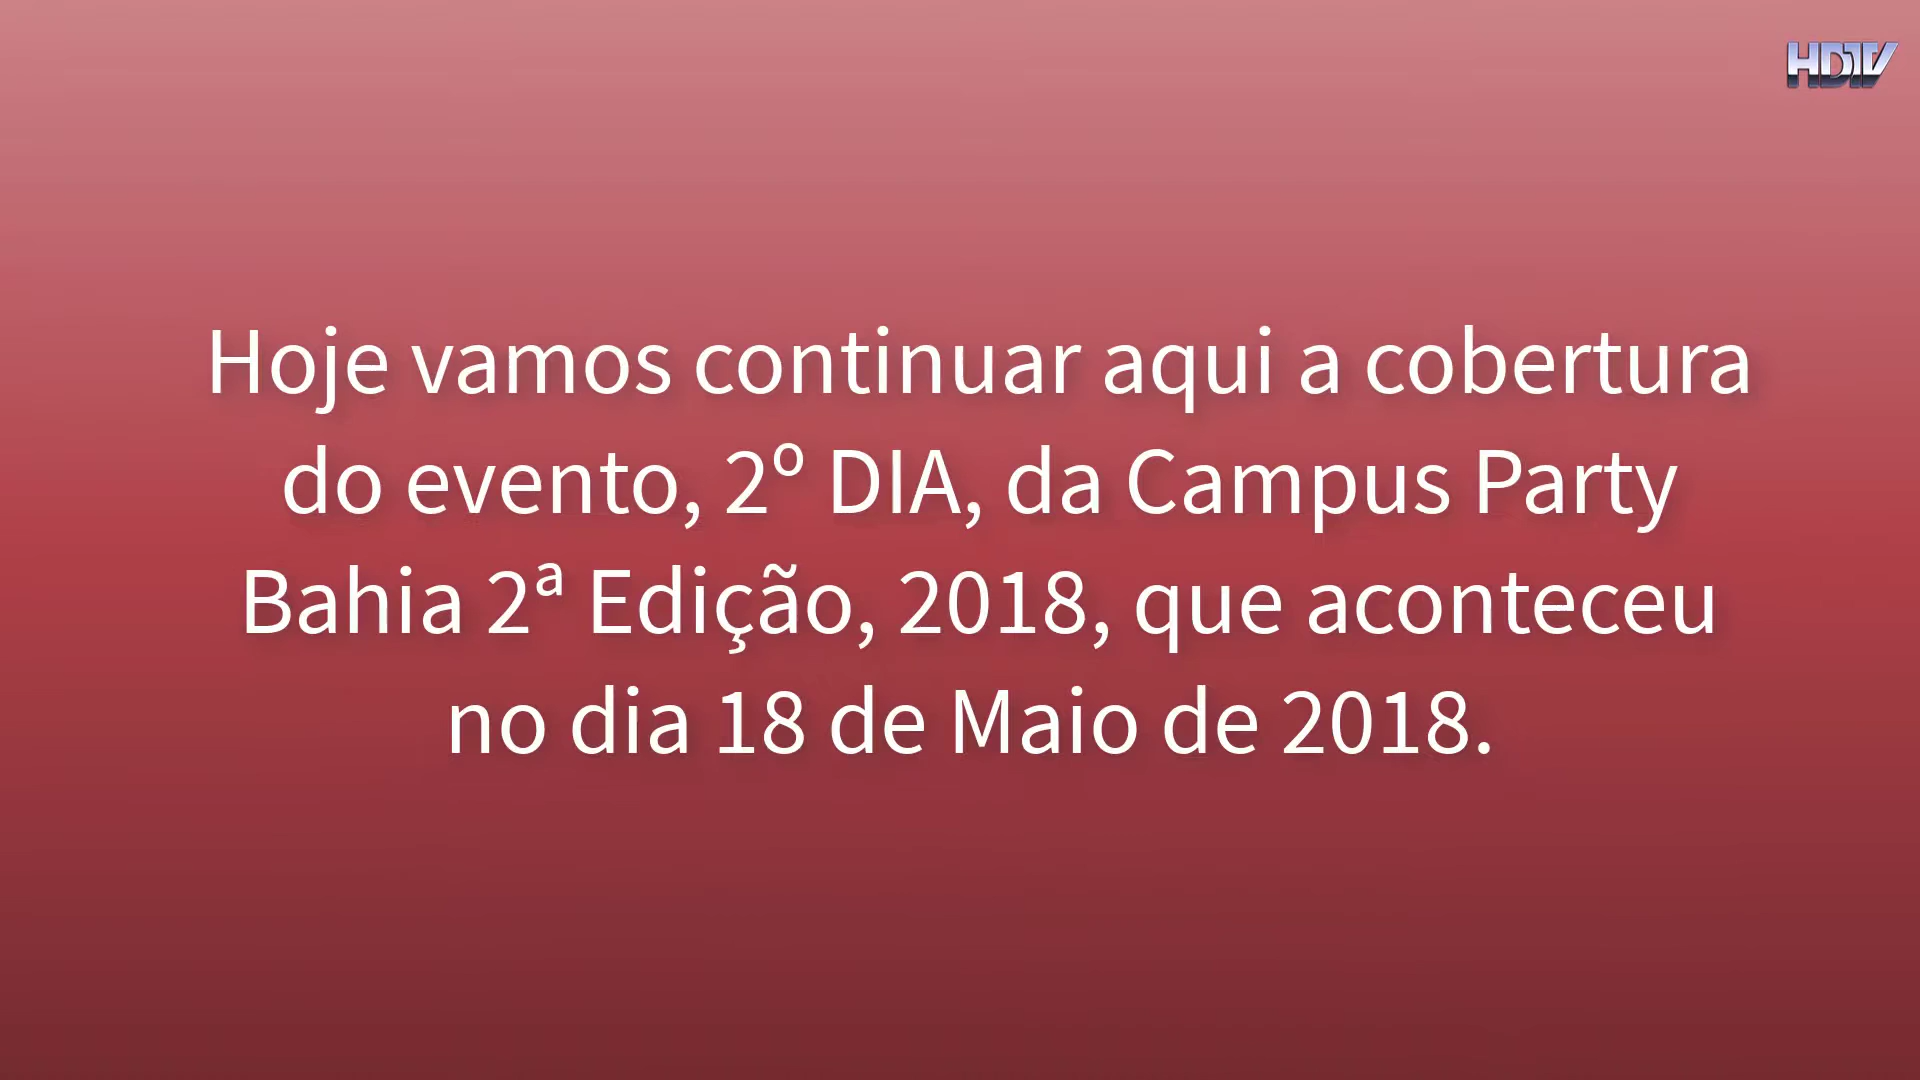 HDTV
Hoje vamos continuar aqui a cobertura
do evento, 2º DIA, da Campus Party
Bahia 2ª Edição, 2018, que aconteceu
no dia 18 de Maio de 2018.